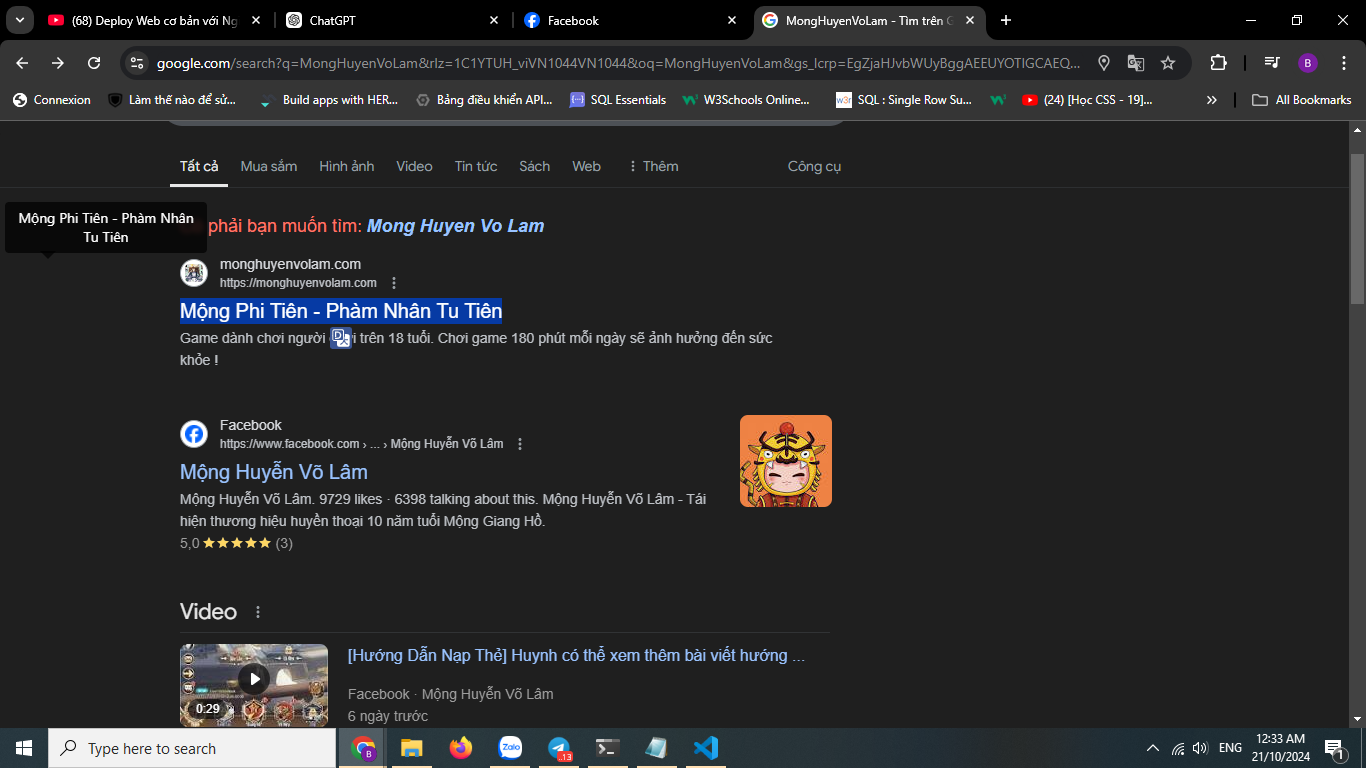 (68) Deploy Web cơ bản với Ng
ChatGPT
Facebook
MongHuyenVoLam - Tìm trên G
google.com/search?q=MongHuyenVoLam&rlz=1C1YTUH_viVN1044VN1044&oq=MongHuyenVoLam&gs_lcrp=EgZjaHJvbWUyBggAEEUYOTIGCAEQ...
B
Connexion
Làm thế nào để sử...
Build apps with HER...
Bảng điều khiển API...
SQL Essentials
W3Schools Online...
SQL : Single Row Su...
(24) [Học CSS - 19]...
All Bookmarks
Tất cả
Mua sắm
Hình ảnh
Video
Tin tức
Sách
Web
Thêm
Công cụ
Mộng Phi Tiên - Phàm Nhân
Tu Tiên
phải bạn muốn tìm: Mong Huyen Vo Lam
monghuyenvolam.com
https://monghuyenvolam.com
Mộng Phi Tiên - Phàm Nhân Tu Tiên
Game dành chơi người trên 18 tuổi. Chơi game 180 phút mỗi ngày sẽ ảnh hưởng đến sức
khỏe !
Facebook
https://www.facebook.com › ... › Mộng Huyễn Võ Lâm
Mộng Huyễn Võ Lâm
Mộng Huyễn Võ Lâm. 9729 likes · 6398 talking about this. Mộng Huyễn Võ Lâm - Tái
hiện thương hiệu huyền thoại 10 năm tuổi Mộng Giang Hồ.
5,0 ★★★★★ (3)
Video
0:29
[Hướng Dẫn Nạp Thẻ] Huynh có thể xem thêm bài viết hướng ...
Facebook · Mộng Huyễn Võ Lâm
6 ngày trước
Type here to search
B
Zalo
13
ENG
12:33 AM
21/10/2024
1